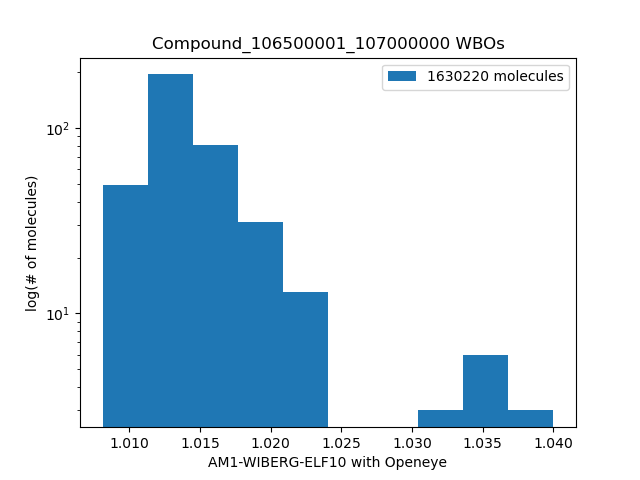 Compound_106500001_107000000 WBOs
1630220 molecules
log(# of molecules)
10²
10¹
1.010 1.015 1.020 1.025 1.030 1.035 1.040
AM1-WIBERG-ELF10 with Openeye